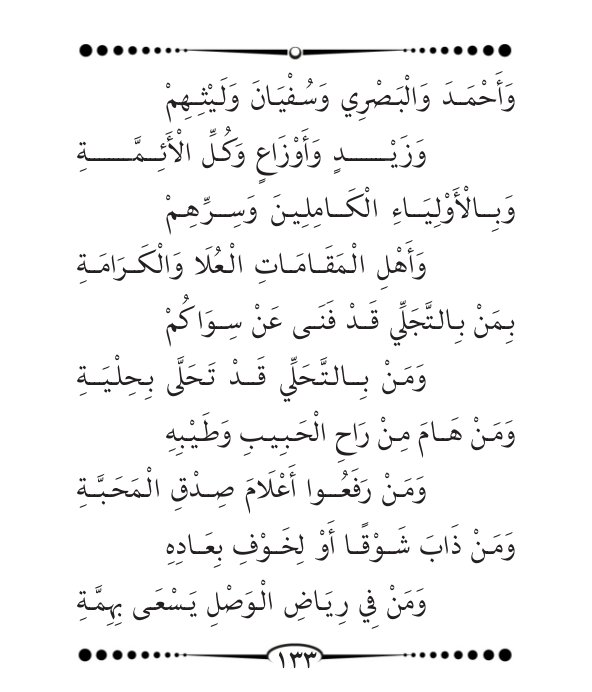 وَأَحْمَدَ وَالْبَصْرِي وَسُفْيَانَ وَلَيْثِهِمْ
وَزَيْدٍ وَأَوْزَاعٍ وَكُلِّ الْأَئِمَّةِ
وَبِالْأَوْلِيَاءِ الْكَامِلِينَ وَسِرِّهِمْ
وَأَهْلِ الْمَقَامَاتِ الْعُلَا وَالْكَرَامَةِ
بِمَنْ بِالتَّجَلِّي قَدْ فَنَى عَنْ سِوَاكُمْ
وَمَنْ بِالتَّحَلِّي قَدْ تَحَلَّى بِحِلْيَةِ
وَمَنْ هَامَ مِنْ رَاحِ الْحَبِيبِ وَطَيْبِهِ
وَمَنْ رَفَعُوا أَعْلَامَ صِدْقِ الْمَحَبَّةِ
وَمَنْ ذَابَ شَوْقًا أَوْ لِخَوْفِ بِعَادِهِ
وَمَنْ فِي رِيَاضِ الْوَصْلِ يَسْعَى بِهِمَّةِ
١٣٣